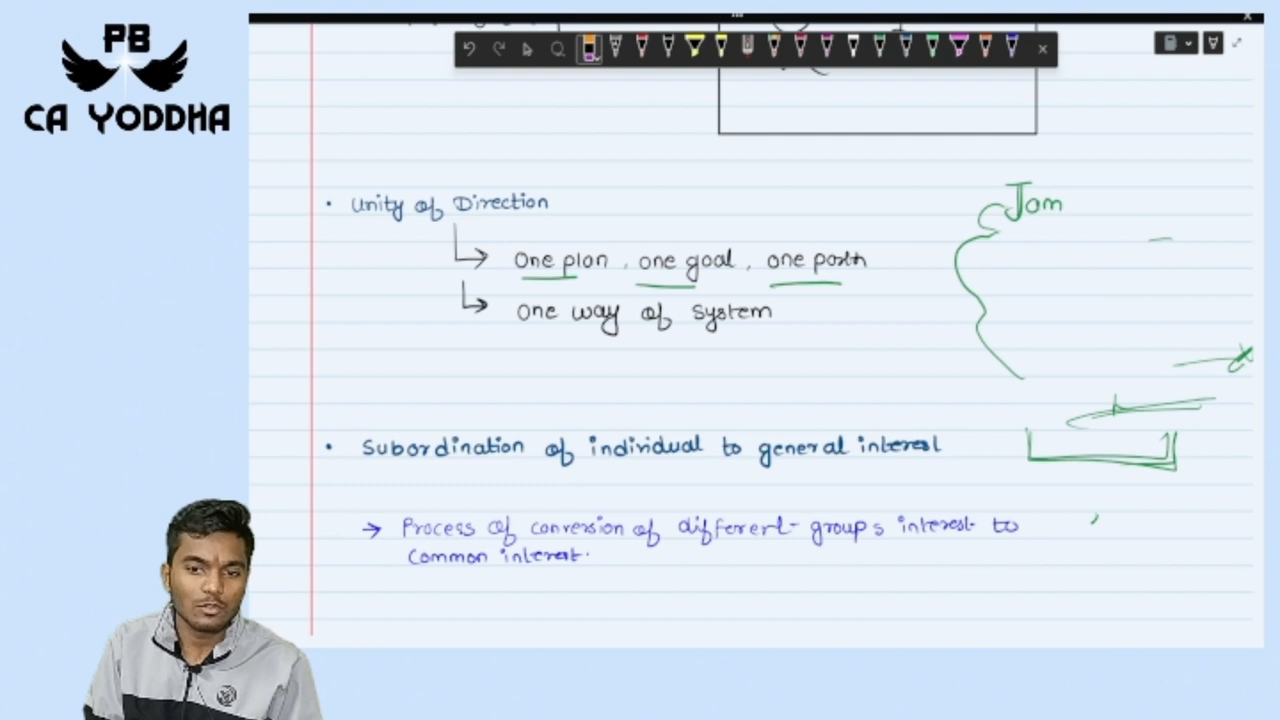 PB
CA YODDHA
• Unity of Direction
One plan, one goal, one path
One way of system
Jam
• Subordination of individual to general interest
→ Process of conversion of different groups interest to
Common interest.